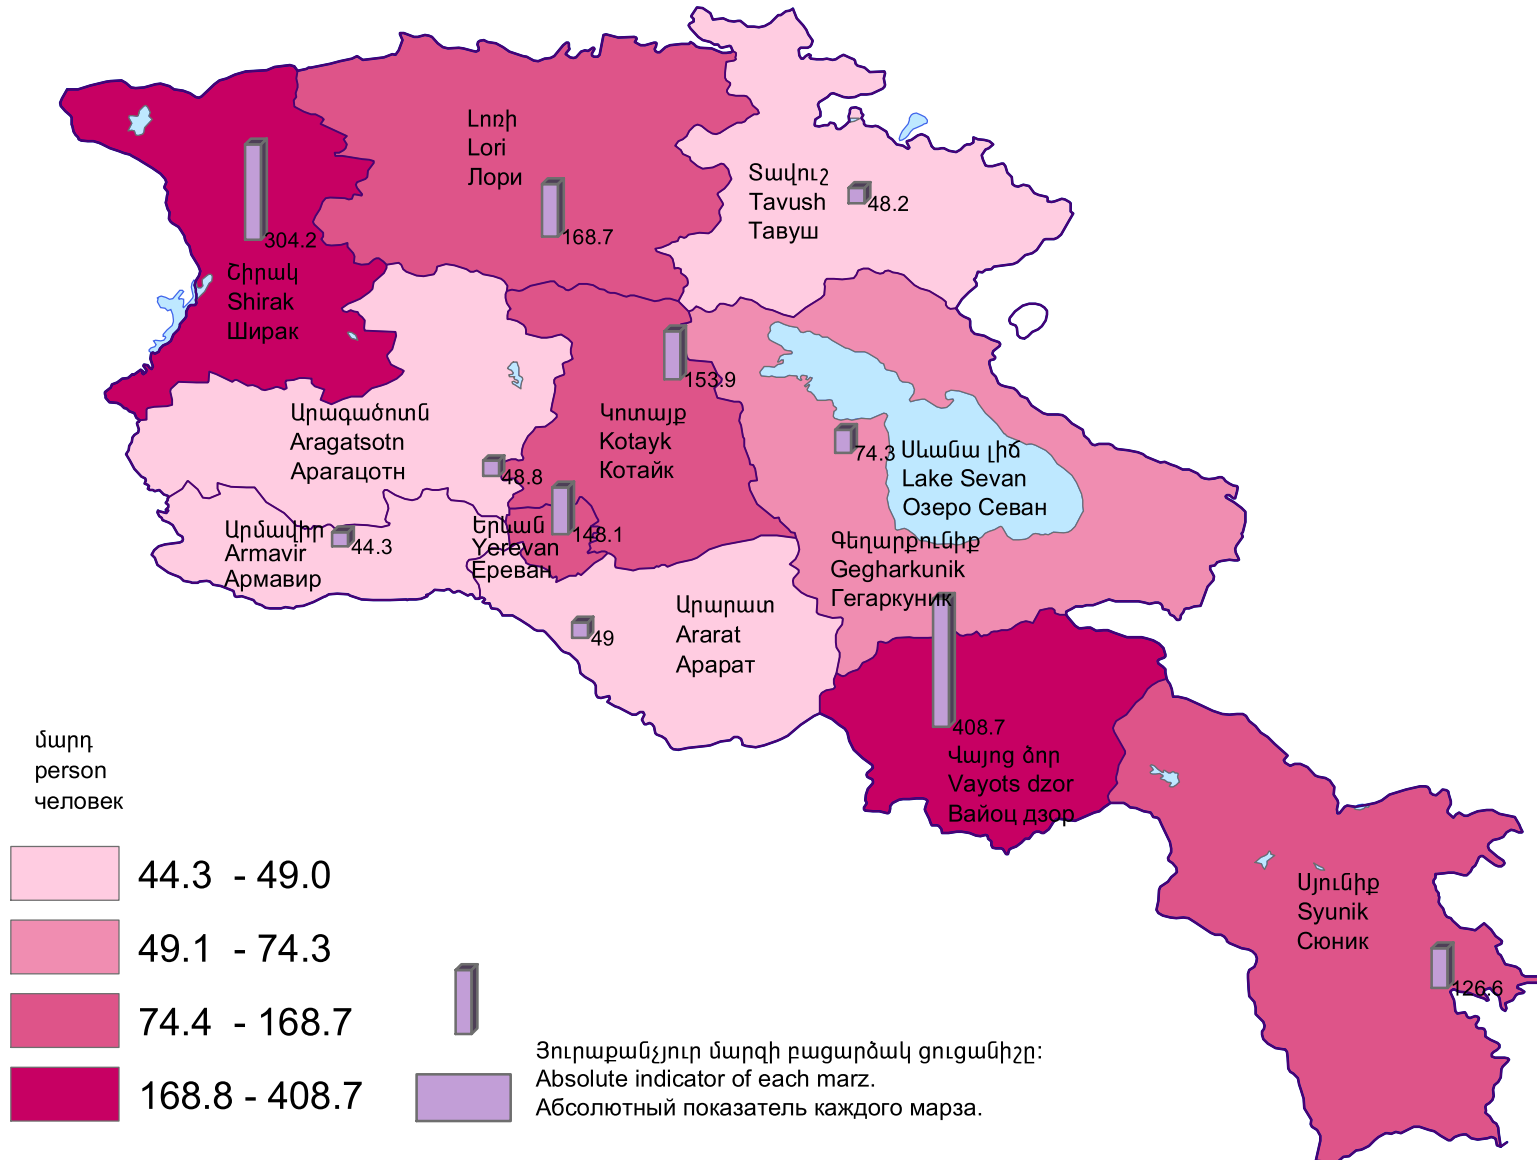 Լոռի
Lori
Лори
168.7
Տավուշ
Tavush
Тавуш
48.2
304.2
Շիրակ
Shirak
Ширак
153.9
Արագածոտն
Aragatsotn
Арагацотн
48.8
Կոտայք
Kotayk
Котайк
74.3
Սևանա լիճ
Lake Sevan
Озеро Севан
Արմավիր
Armavir
Армавир
44.3
Երևան
Yerevan
Ереван
148.1
Գեղարքունիք
Gegharkunik
Гегаркуник
Արարատ
Ararat
Арарат
49
408.7
Վայոց ձոր
Vayots dzor
Вайоц дзор
Սյունիք
Syunik
Сюник
126.6
մարդ
person
человек
44.3 - 49.0
49.1 - 74.3
74.4 - 168.7
168.8 - 408.7
Յուրաքանչյուր մարզի բացարձակ ցուցանիշը:
Absolute indicator of each marz.
Абсолютный показатель каждого марза.